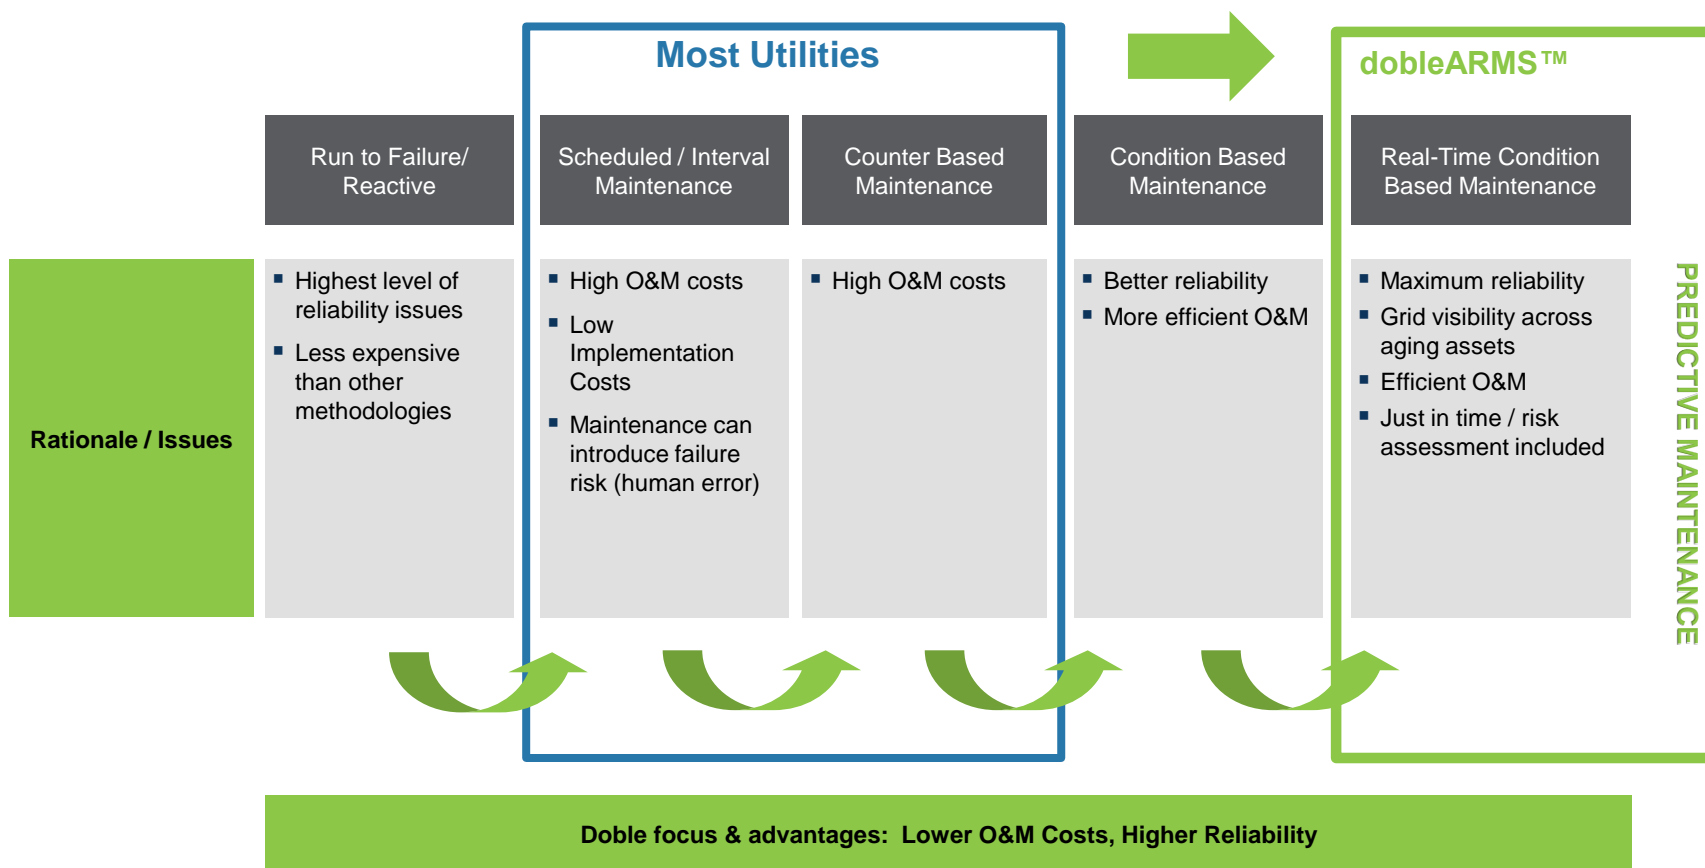 Most Utilities
dobleARMS™
Run to Failure/
Reactive
Scheduled / Interval
Maintenance
Counter Based
Maintenance
Condition Based
Maintenance
Real-Time Condition
Based Maintenance
Rationale / Issues
▪ Highest level of
reliability issues
▪ Less expensive
than other
methodologies
▪ High O&M costs
▪ Low
Implementation
Costs
▪ Maintenance can
introduce failure
risk (human error)
▪ High O&M costs
▪ Better reliability
▪ More efficient O&M
▪ Maximum reliability
▪ Grid visibility across
aging assets
▪ Efficient O&M
▪ Just in time / risk
assessment included
PREDICTIVE MAINTENANCE
Doble focus & advantages: Lower O&M Costs, Higher Reliability